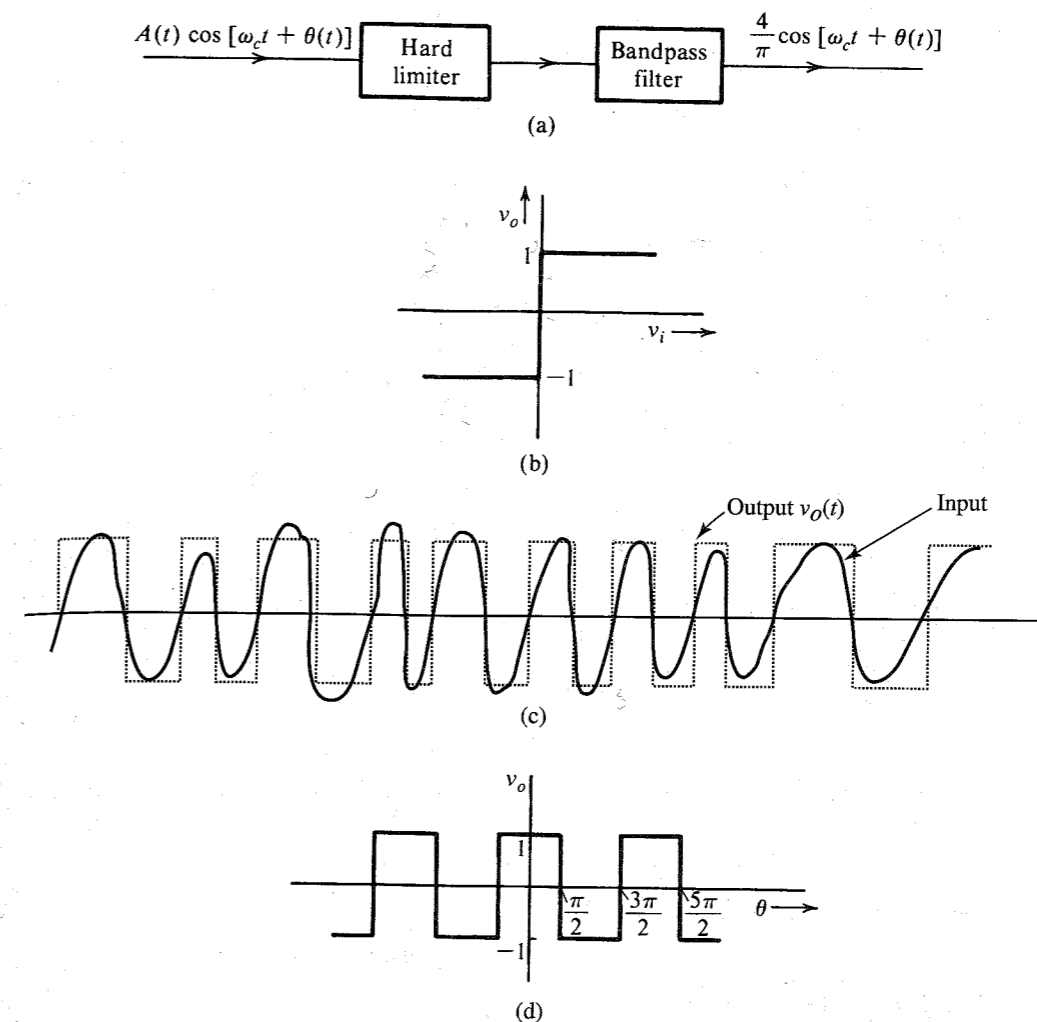 A(t) cos [ω_c t + θ(t)]
Hard
limiter
Bandpass
filter
4/π cos [ω_c t + θ(t)]
(a)
v_o
1
v_i
−1
(b)
Output v_O(t)
Input
(c)
v_o
1
π/2
3π/2
5π/2
θ
−1
(d)